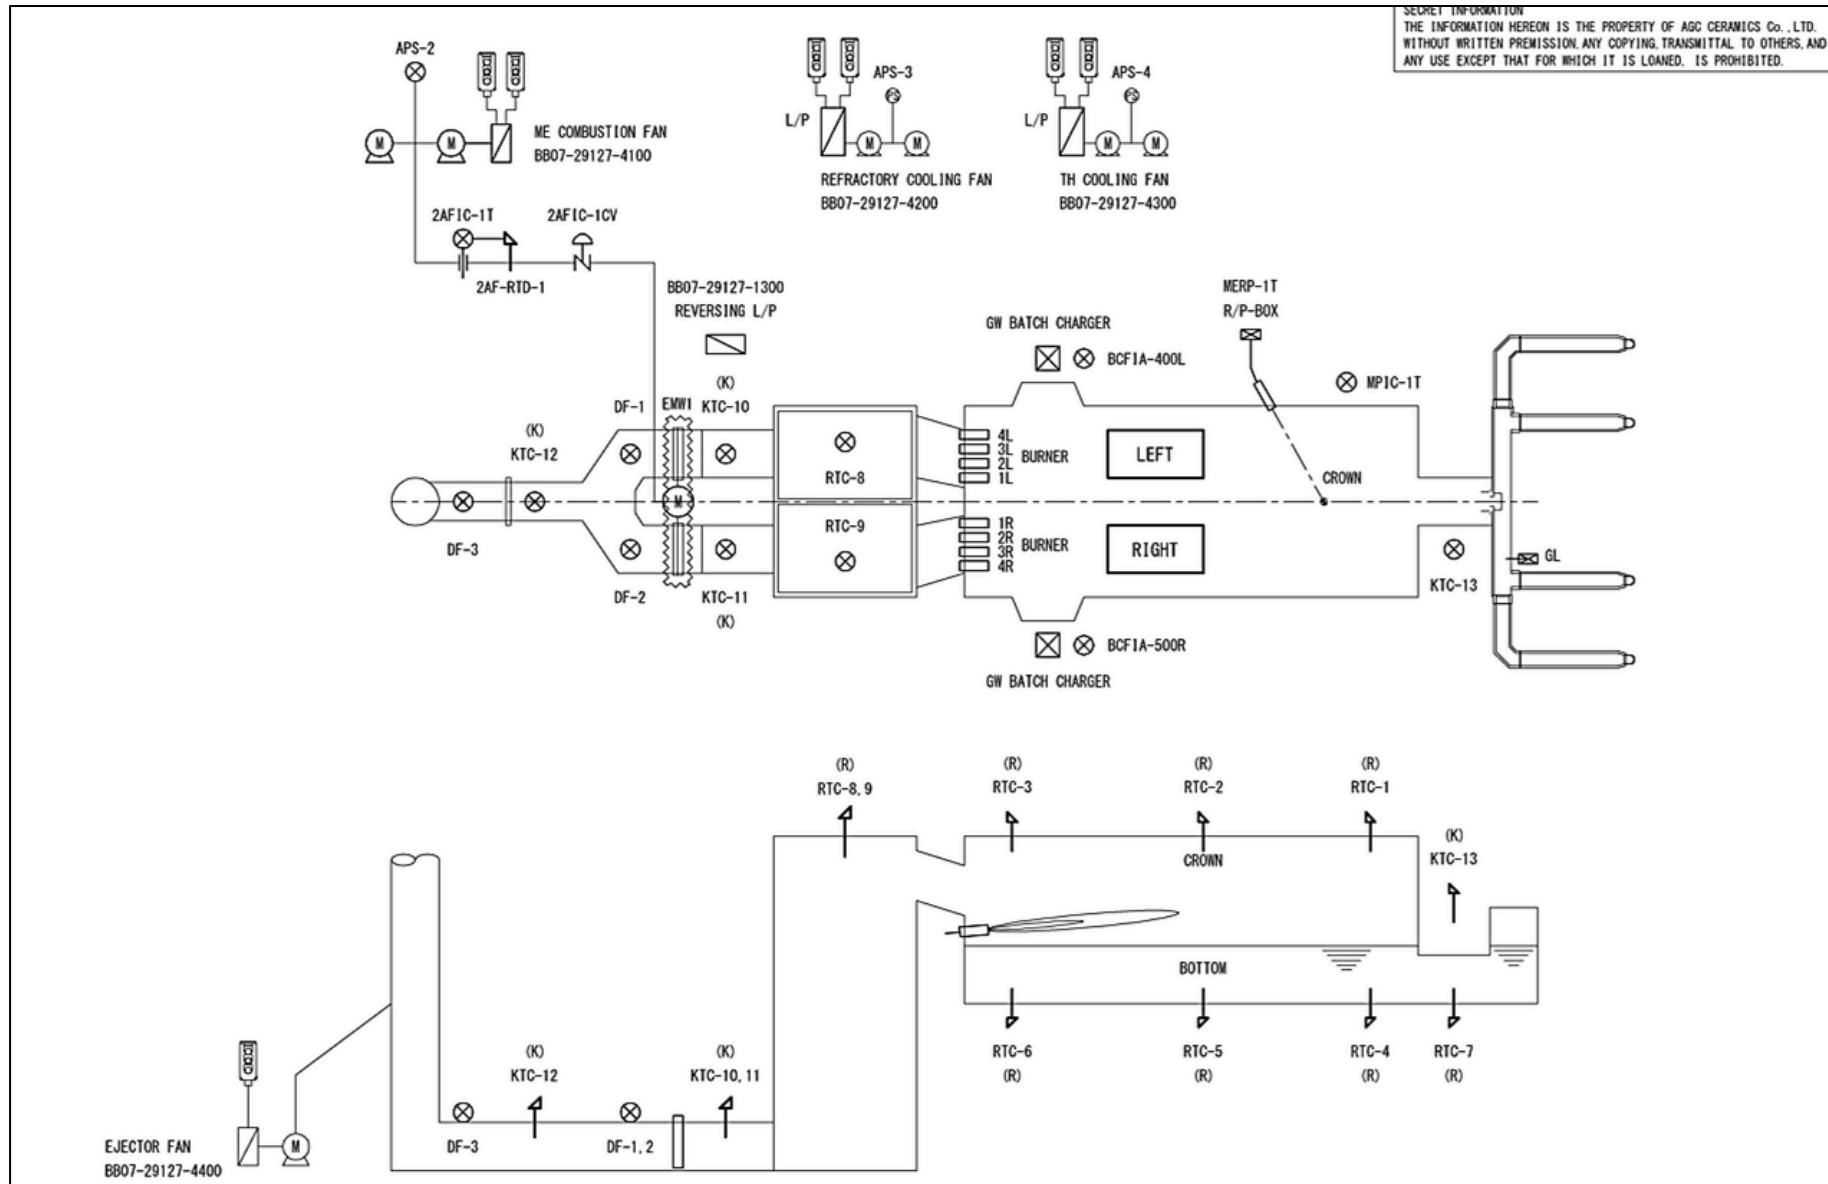 SECRET INFORMATION
THE INFORMATION HEREON IS THE PROPERTY OF AGC CERAMICS Co.,LTD.
WITHOUT WRITTEN PREMISSION,ANY COPYING,TRANSMITTAL TO OTHERS,AND
ANY USE EXCEPT THAT FOR WHICH IT IS LOANED, IS PROHIBITED.
APS-2
M
M
ME COMBUSTION FAN
BB07-29127-4100
APS-3
PS
L/P
M
M
REFRACTORY COOLING FAN
BB07-29127-4200
APS-4
PS
L/P
M
M
TH COOLING FAN
BB07-29127-4300
2AFIC-1T
2AFIC-1CV
2AF-RTD-1
BB07-29127-1300
REVERSING L/P
MERP-1T
R/P-BOX
GW BATCH CHARGER
BCFIA-400L
MPIC-1T
(K)
DF-1
EMW1
KTC-10
(K)
KTC-12
4L
3L
2L
1L
BURNER
LEFT
RTC-8
CROWN
M
RTC-9
1R
2R
3R
4R
BURNER
RIGHT
DF-3
GL
KTC-13
DF-2
KTC-11
(K)
BCFIA-500R
GW BATCH CHARGER
(R)
RTC-8,9
(R)
RTC-3
(R)
RTC-2
(R)
RTC-1
(K)
KTC-13
CROWN
BOTTOM
RTC-6
(R)
RTC-5
(R)
RTC-4
(R)
RTC-7
(R)
(K)
KTC-12
(K)
KTC-10,11
DF-3
DF-1,2
M
EJECTOR FAN
BB07-29127-4400